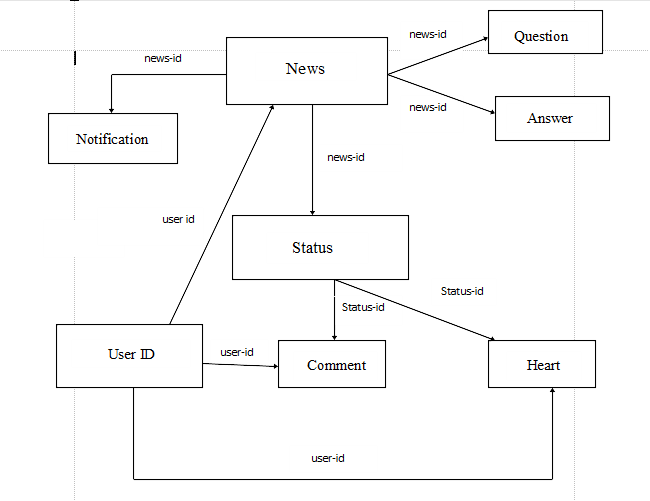 news-id
Question
news-id
News
news-id
Answer
Notification
news-id
user id
Status
Status-id
Status-id
User ID
user-id
Comment
Heart
user-id